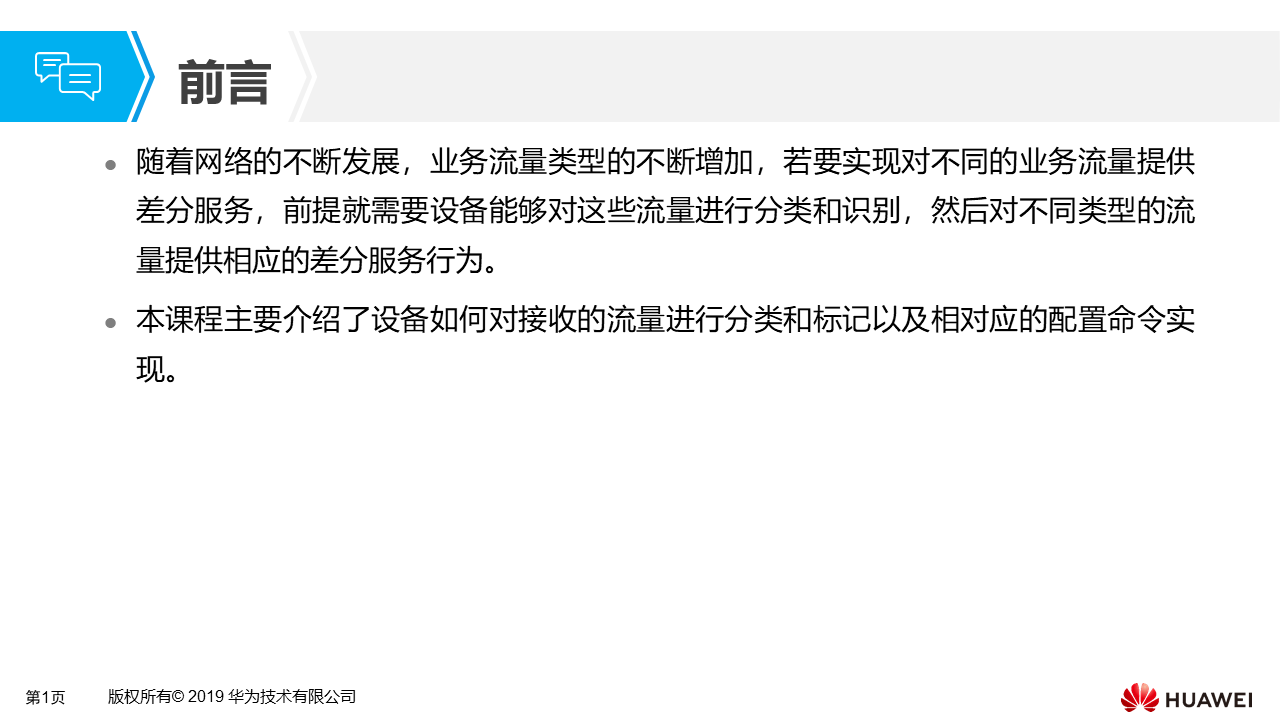 前言
随着网络的不断发展，业务流量类型的不断增加，若要实现对不同的业务流量提供
差分服务，前提就需要设备能够对这些流量进行分类和识别，然后对不同类型的流
量提供相应的差分服务行为。
本课程主要介绍了设备如何对接收的流量进行分类和标记以及相对应的配置命令实
现。
第1页 版权所有© 2019 华为技术有限公司
HUAWEI